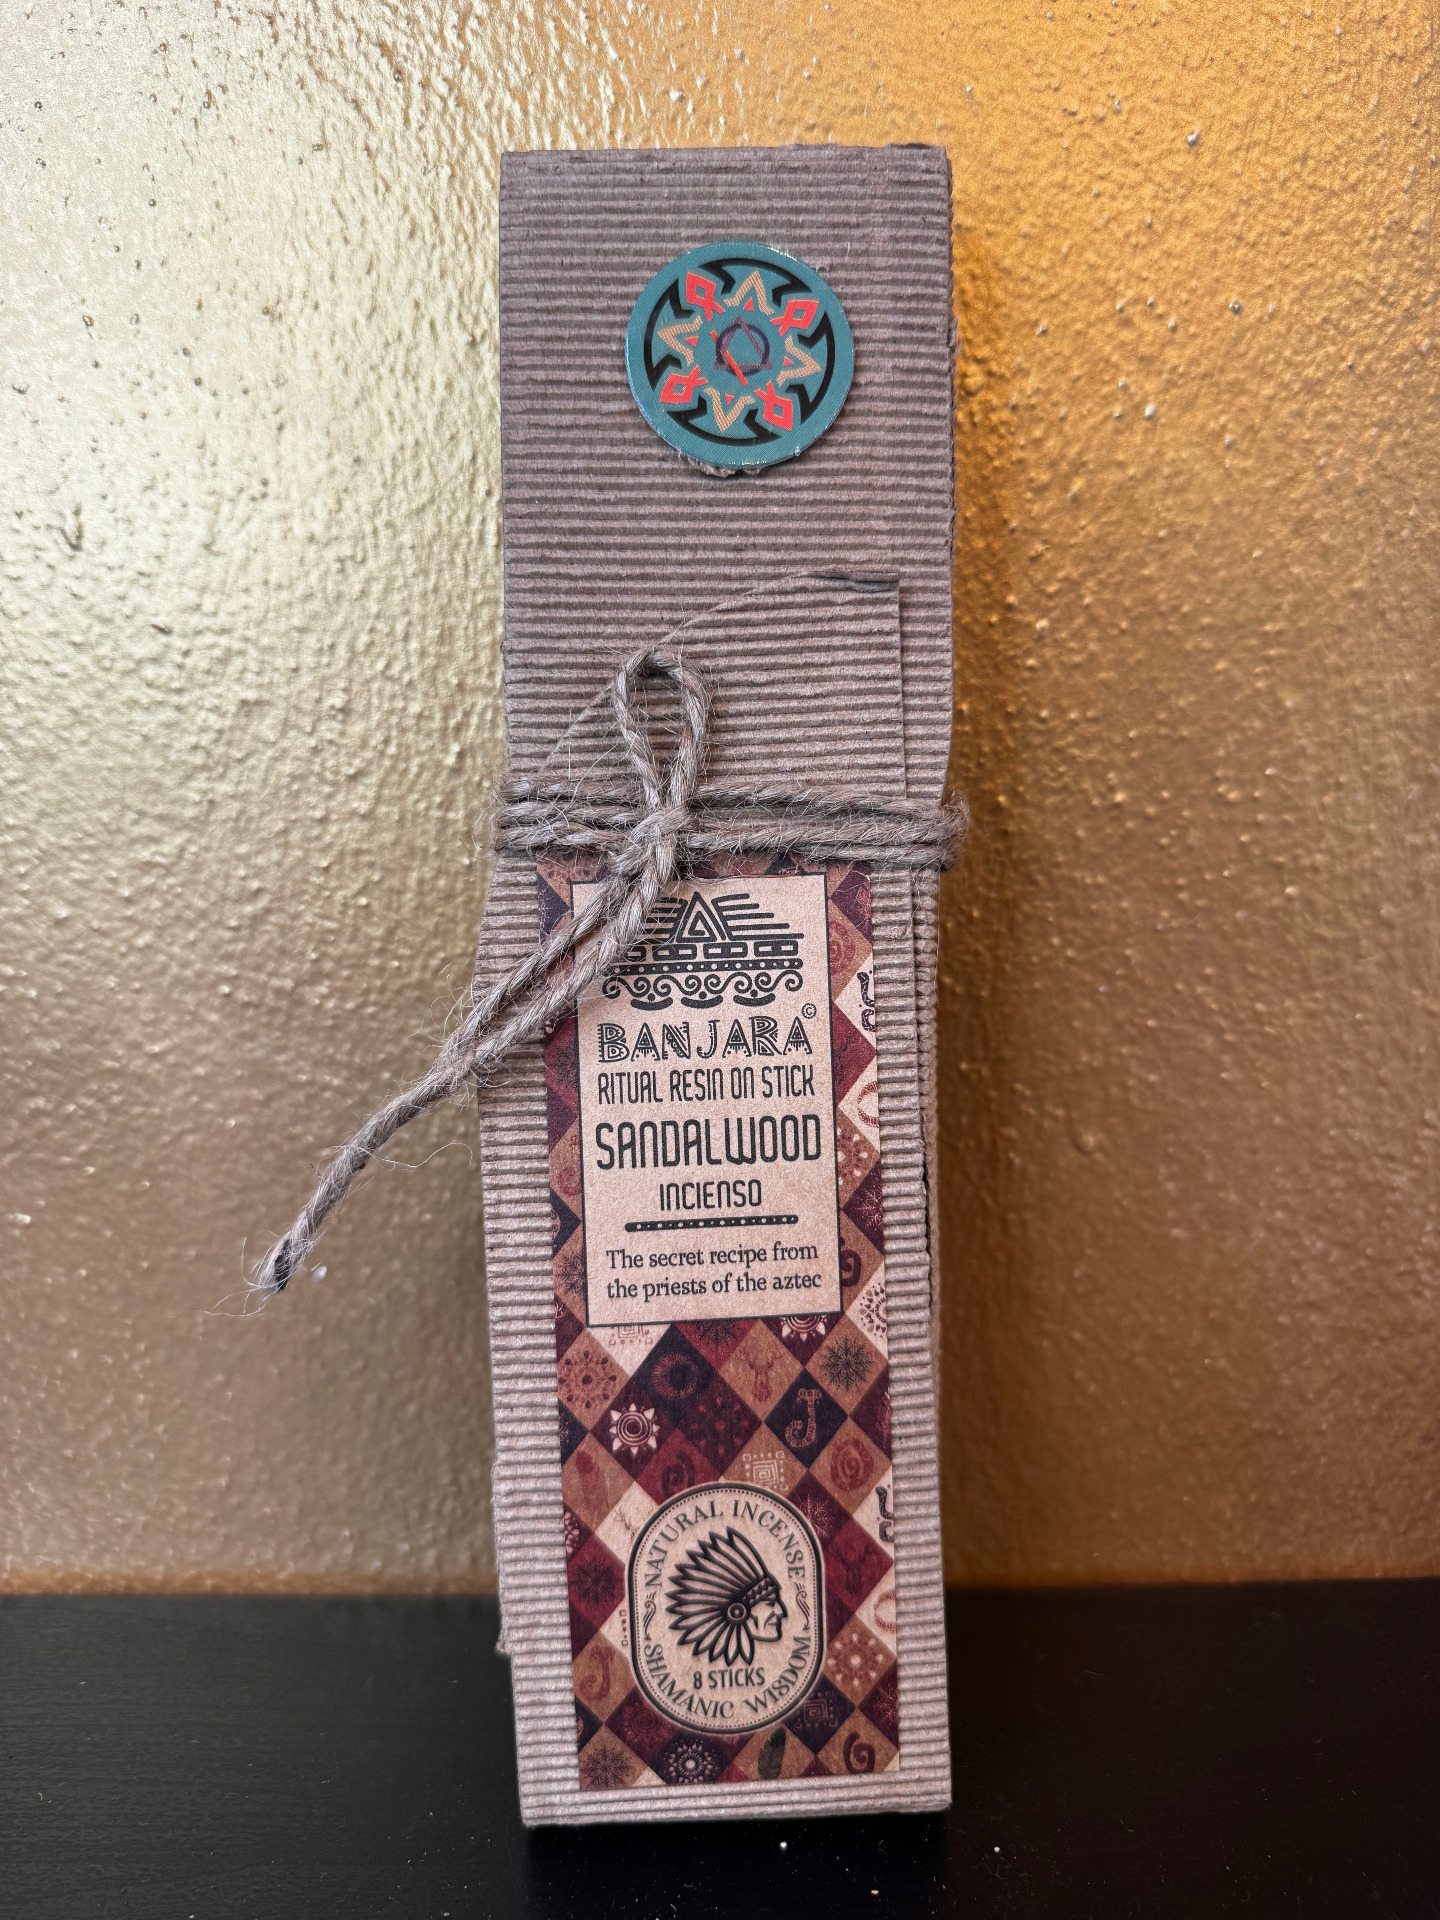 BANJARA©
RITUAL RESIN ON STICK
SANDALWOOD
INCIENSO
The secret recipe from
the priests of the aztec
NATURAL INCENSE
8 STICKS
SHAMANIC WISDOM